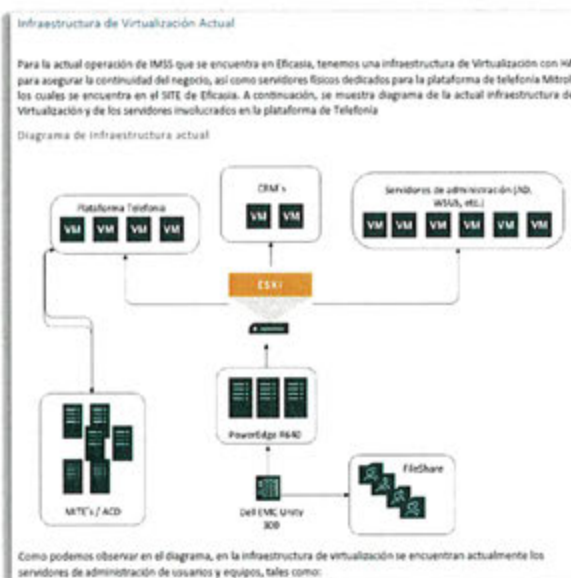 Infraestructura de Virtualización Actual
Para la actual operación de IMSS que se encuentra en Eficasia, tenemos una infraestructura de Virtualización con HA
para asegurar la continuidad del negocio, así como servidores físicos dedicados para la plataforma de telefonía Mitrol
los cuales se encuentra en el SITE de Eficasia. A continuación, se muestra diagrama de la actual infraestructura de
Virtualización y de los servidores involucrados en la plataforma de Telefonía
Diagrama de infraestructura actual
Plataforma Telefonía
VM VM VM VM
CRM's
VM VM
Servidores de administración (AD,
WSUS, etc.)
VM VM VM VM VM VM
ESXi
PowerEdge R640
MITE's / ACD
Dell EMC Unity
300
FileShare
Como podemos observar en el diagrama, en la infraestructura de virtualización se encuentran actualmente los
servidores de administración de usuarios y equipos, tales como: